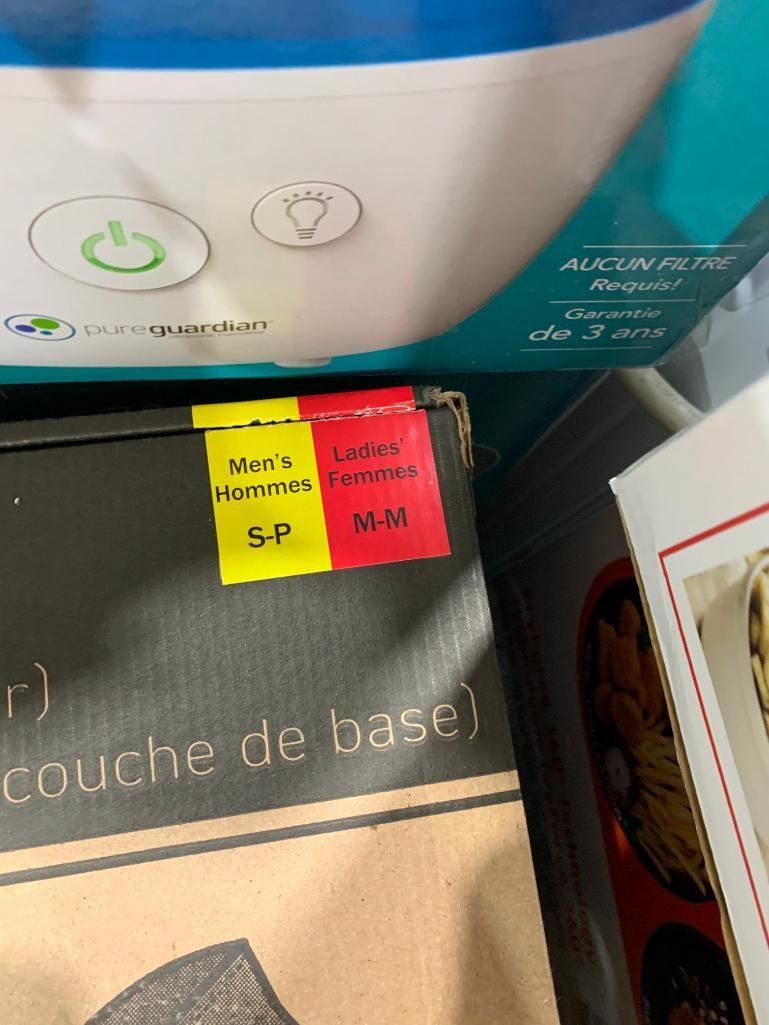 AUCUN FILTRE
Requis!
Garantie
de 3 ans
pureguardian
Men's
Hommes
S-P
Ladies'
Femmes
M-M
r)
couche de base)